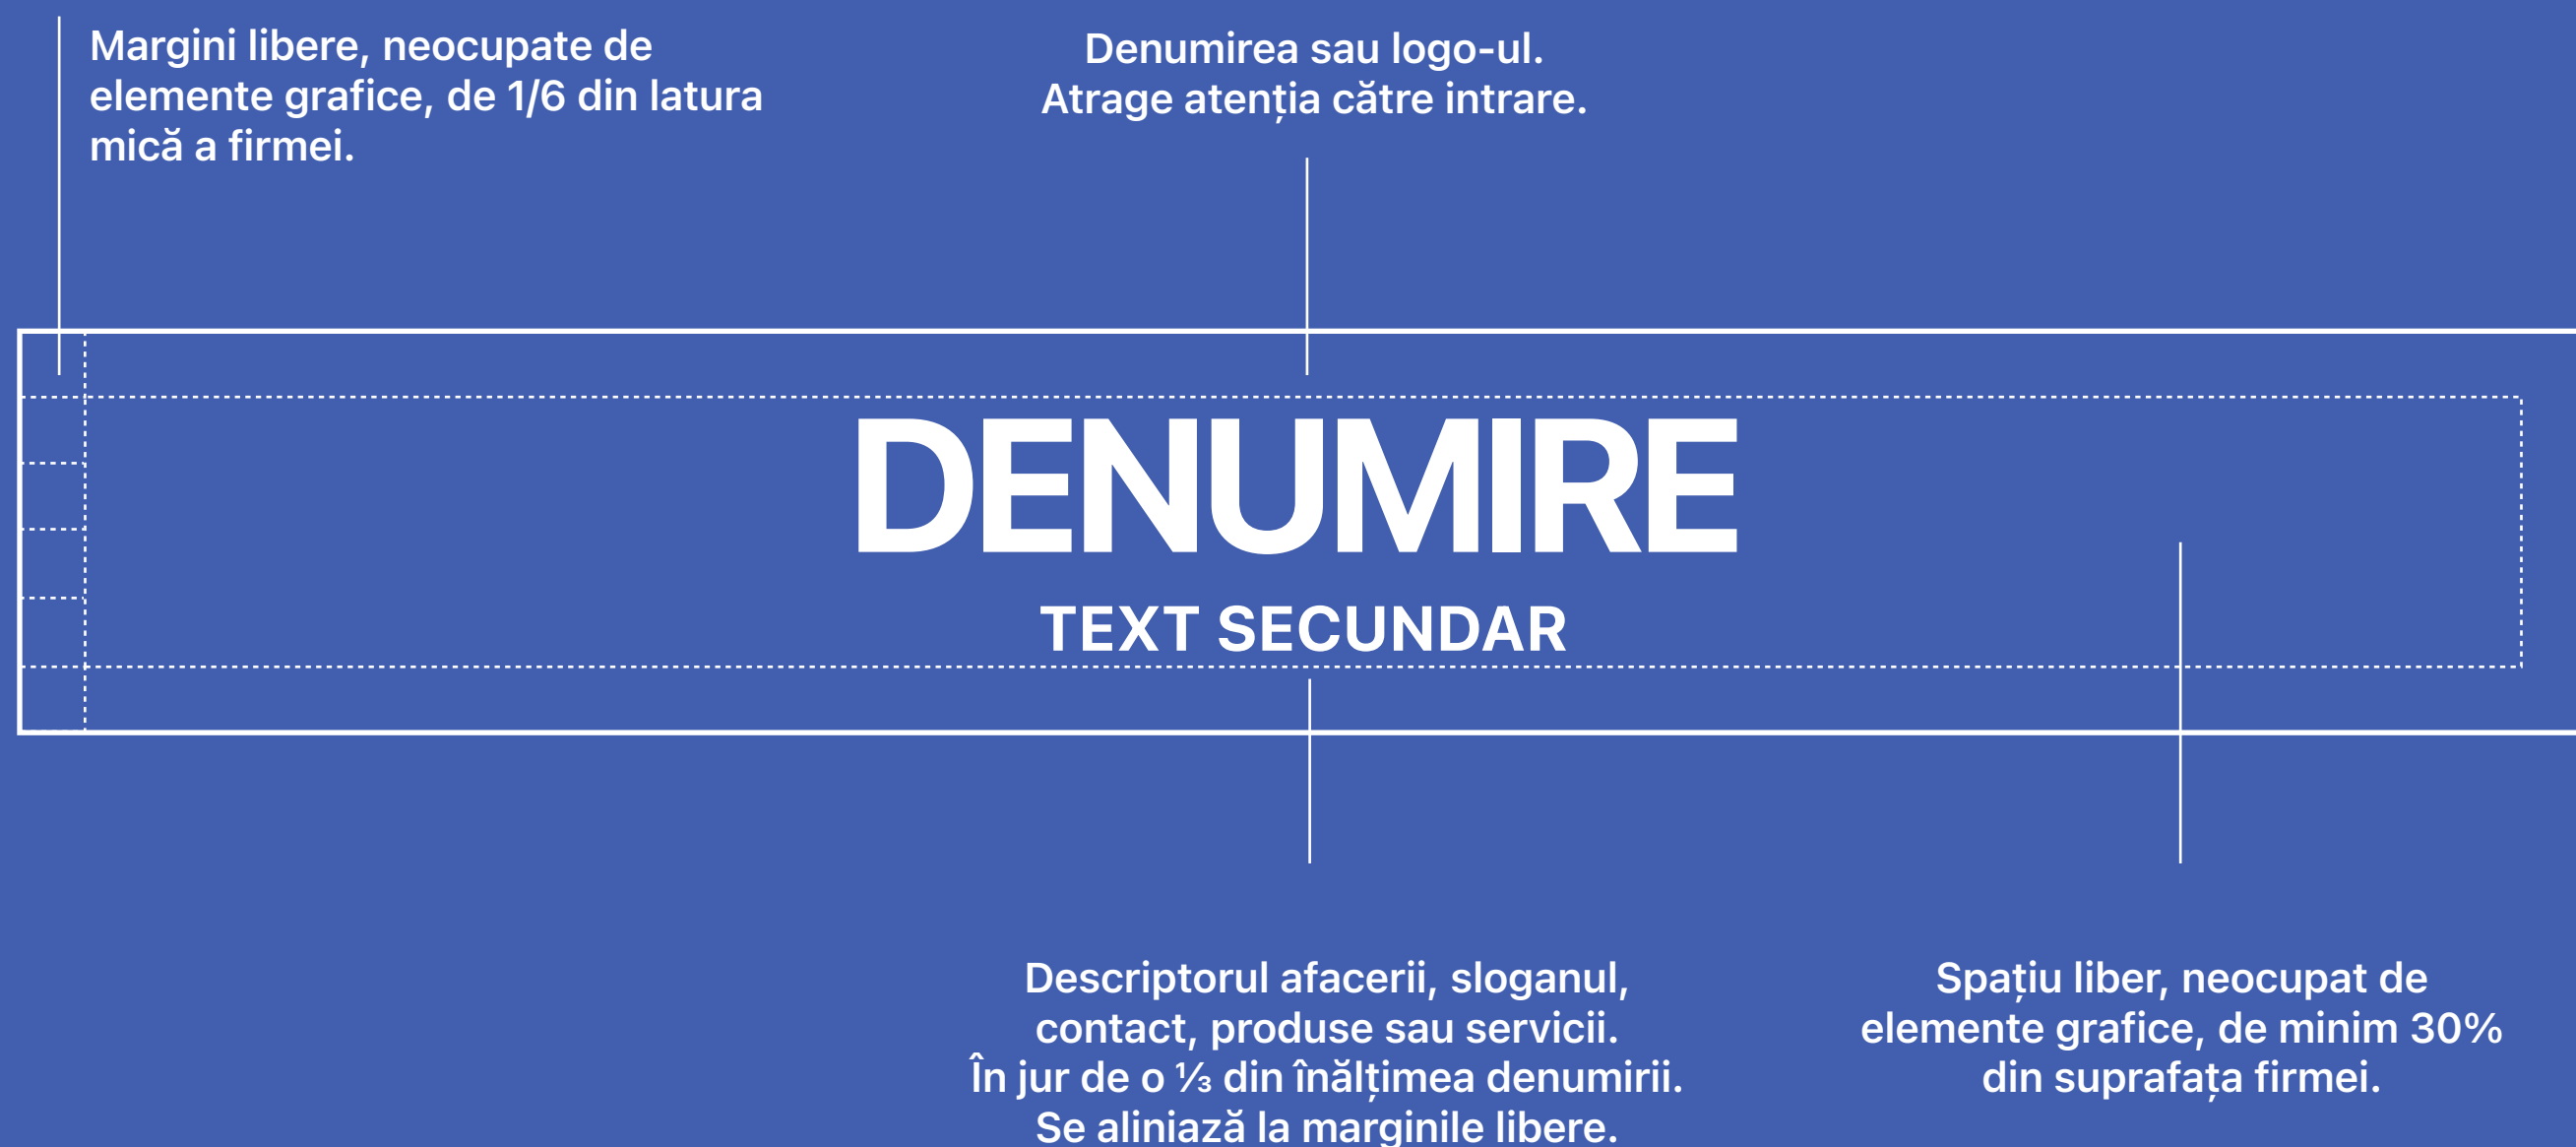 Margini libere, neocupate de
elemente grafice, de 1/6 din latura
mică a firmei.
Denumirea sau logo-ul.
Atrage atenția către intrare.
DENUMIRE
TEXT SECUNDAR
Descriptorul afacerii, sloganul,
contact, produse sau servicii.
În jur de o ⅓ din înălțimea denumirii.
Se aliniază la marginile libere.
Spațiu liber, neocupat de
elemente grafice, de minim 30%
din suprafața firmei.